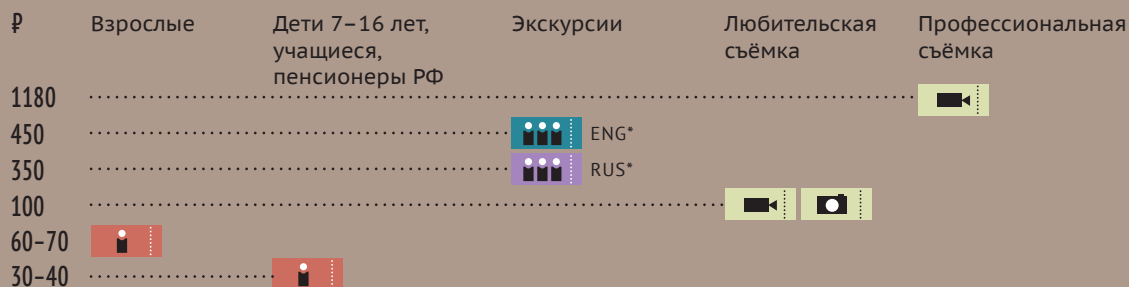 ₽ Взрослые Дети 7–16 лет, Экскурсии Любительская Профессиональная
учащиеся, съёмка съёмка
пенсионеры РФ
1180
450 ENG*
350 RUS*
100
60–70
30–40